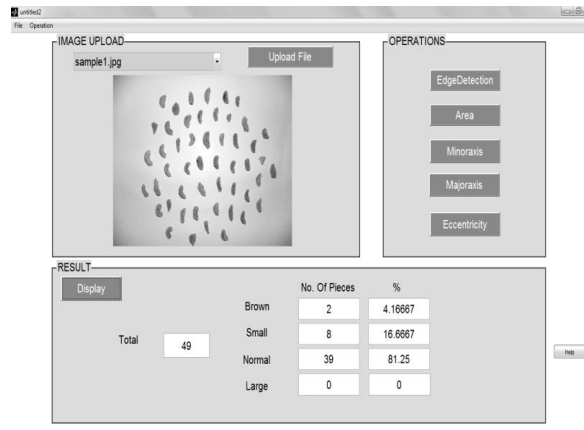 untitled2
File Operation
IMAGE UPLOAD
sample1.jpg
Upload File
OPERATIONS
EdgeDetection
Area
Minoraxis
Majoraxis
Eccentricity
RESULT
Display
No. Of Pieces %
Brown 2 4.16667
Total 49
Small 8 16.6667
Normal 39 81.25
Large 0 0
Help